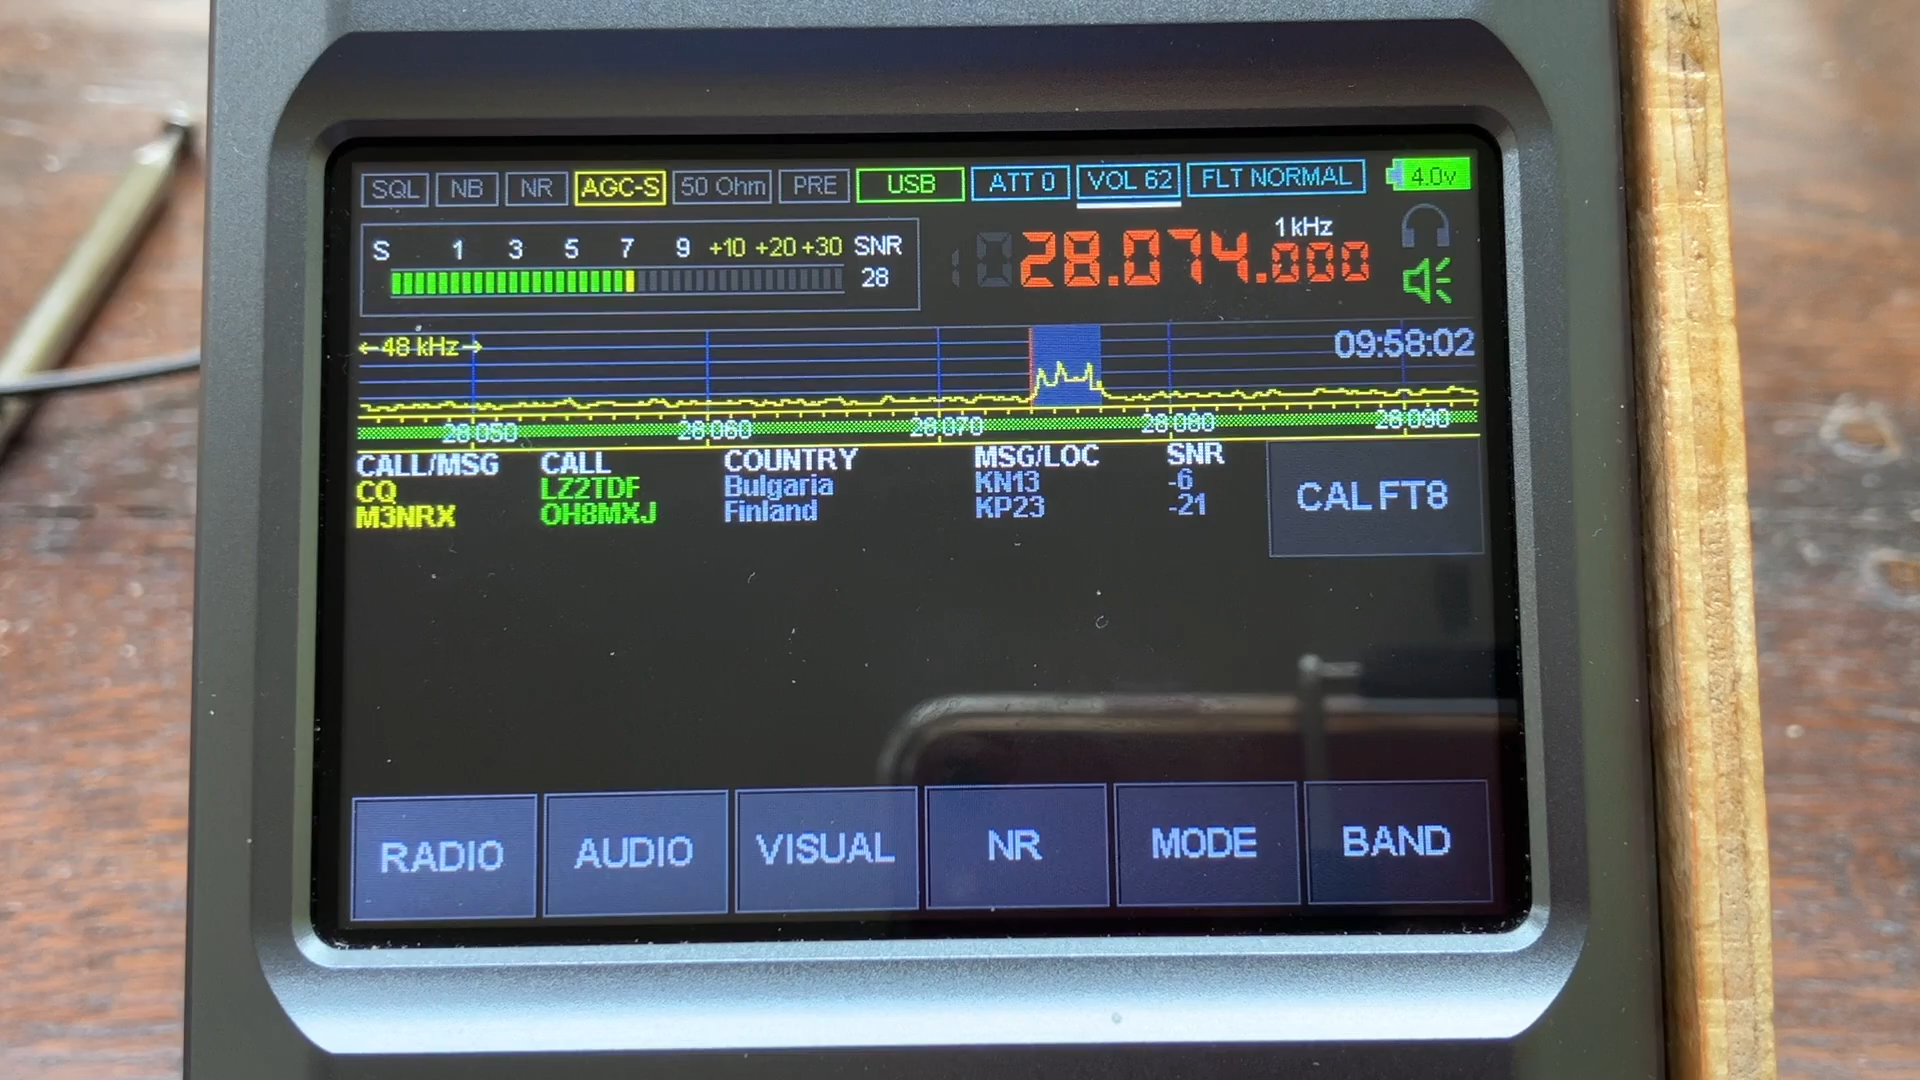 SQL NB NR AGC-S 50 Ohm PRE USB ATT 0 VOL 62 FLT NORMAL 4.0v
S 1 3 5 7 9 +10 +20 +30 SNR
28
1 kHz
28.074.000
←48 kHz→ 09:58:02
28 050 28 060 28 070 28 080 28 090
CALL/MSG CALL COUNTRY MSG/LOC SNR
CQ LZ2TDF Bulgaria KN13 -6
M3NRX OH8MXJ Finland KP23 -21
CAL FT8
RADIO AUDIO VISUAL NR MODE BAND